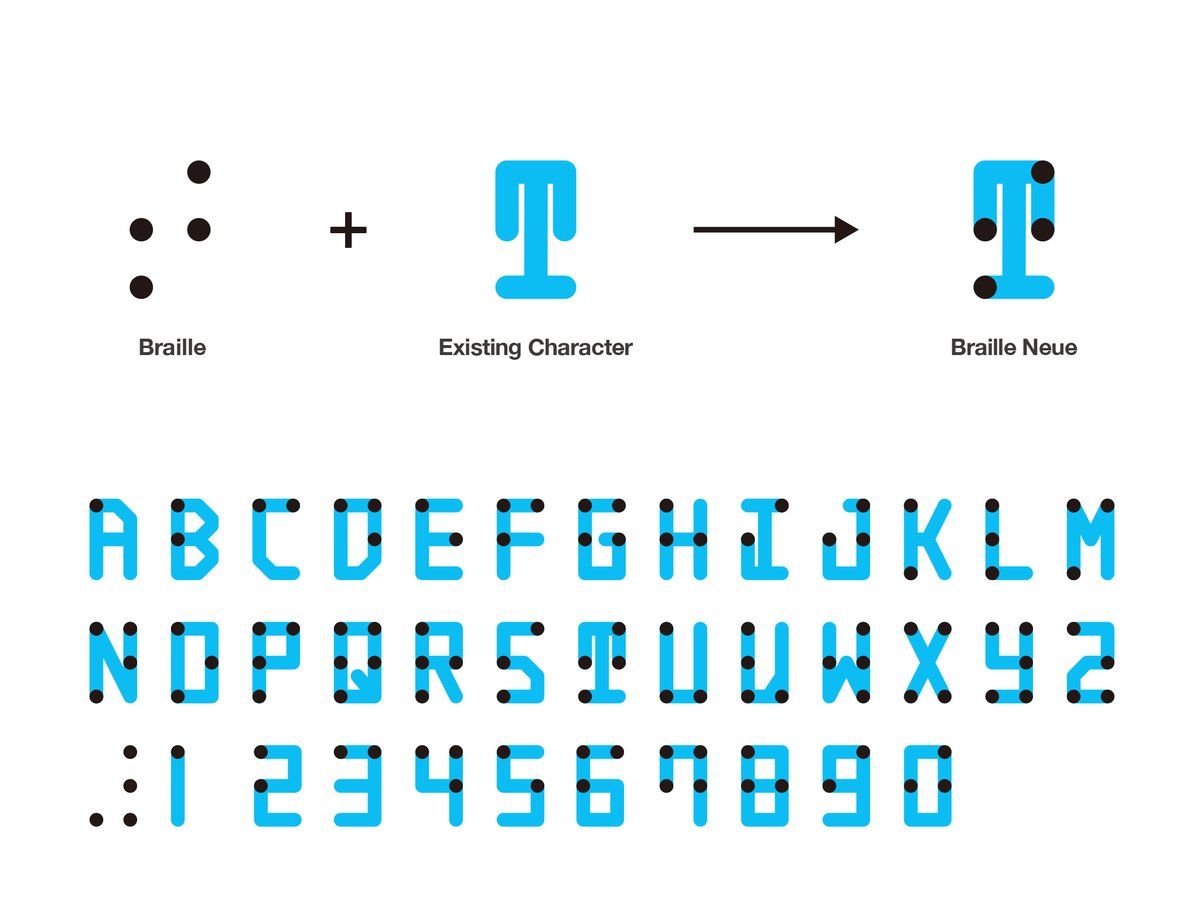 ⠞ + T → T
Braille Existing Character Braille Neue
A B C D E F G H I J K L M
N O P Q R S T U V W X Y Z
⠼ 1 2 3 4 5 6 7 8 9 0